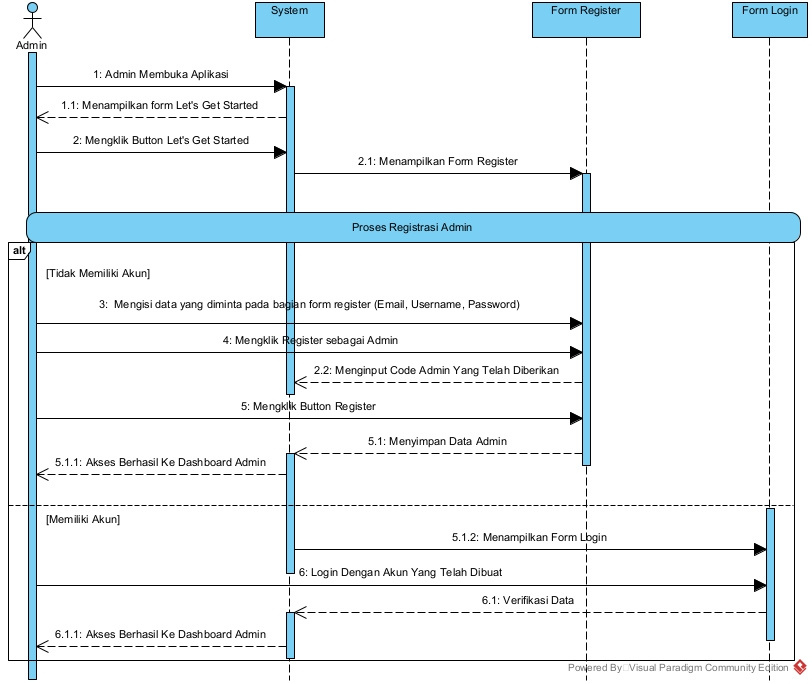 System
Form Register
Form Login
Admin
1: Admin Membuka Aplikasi
1.1: Menampilkan form Let's Get Started
2: Mengklik Button Let's Get Started
2.1: Menampilkan Form Register
Proses Registrasi Admin
alt
[Tidak Memiliki Akun]
3: Mengisi data yang diminta pada bagian form register (Email, Username, Password)
4: Mengklik Register sebagai Admin
2.2: Menginput Code Admin Yang Telah Diberikan
5: Mengklik Button Register
5.1: Menyimpan Data Admin
5.1.1: Akses Berhasil Ke Dashboard Admin
[Memiliki Akun]
5.1.2: Menampilkan Form Login
6: Login Dengan Akun Yang Telah Dibuat
6.1: Verifikasi Data
6.1.1: Akses Berhasil Ke Dashboard Admin
Powered By Visual Paradigm Community Edition